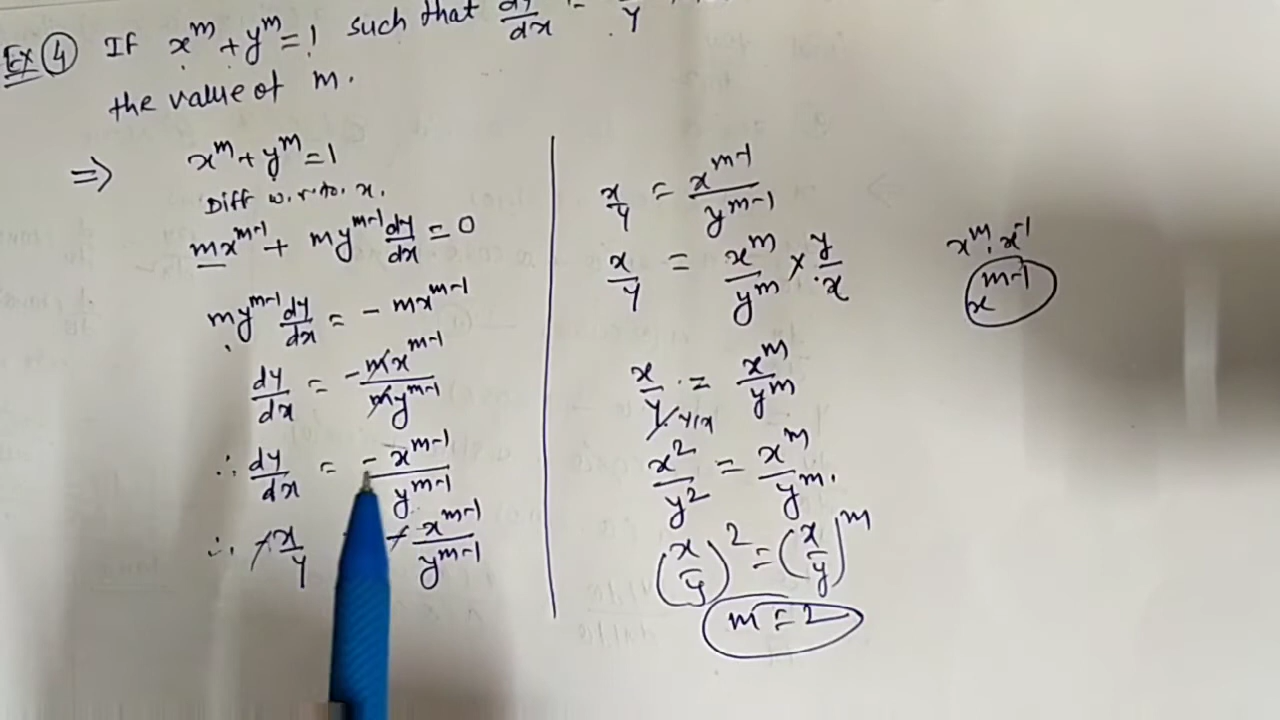 Ex ④ If x^m + y^m = 1 such that dy/dx = /y
the value of m.
⇒ x^m + y^m = 1
Diff w.r.to. x.
mx^(m-1) + my^(m-1) dy/dx = 0
my^(m-1) dy/dx = - mx^(m-1)
dy/dx = - mx^(m-1) / my^(m-1)
∴ dy/dx = - x^(m-1) / y^(m-1)
∴ - x/y - x^(m-1) / y^(m-1)
x/y = x^(m-1) / y^(m-1)
x/y = x^m / y^m × y/x
x / y · y/x = x^m / y^m
x^2 / y^2 = x^m / y^m.
(x/y)^2 = (x/y)^m
m = 2
x^m . x^-1
x^(m-1)